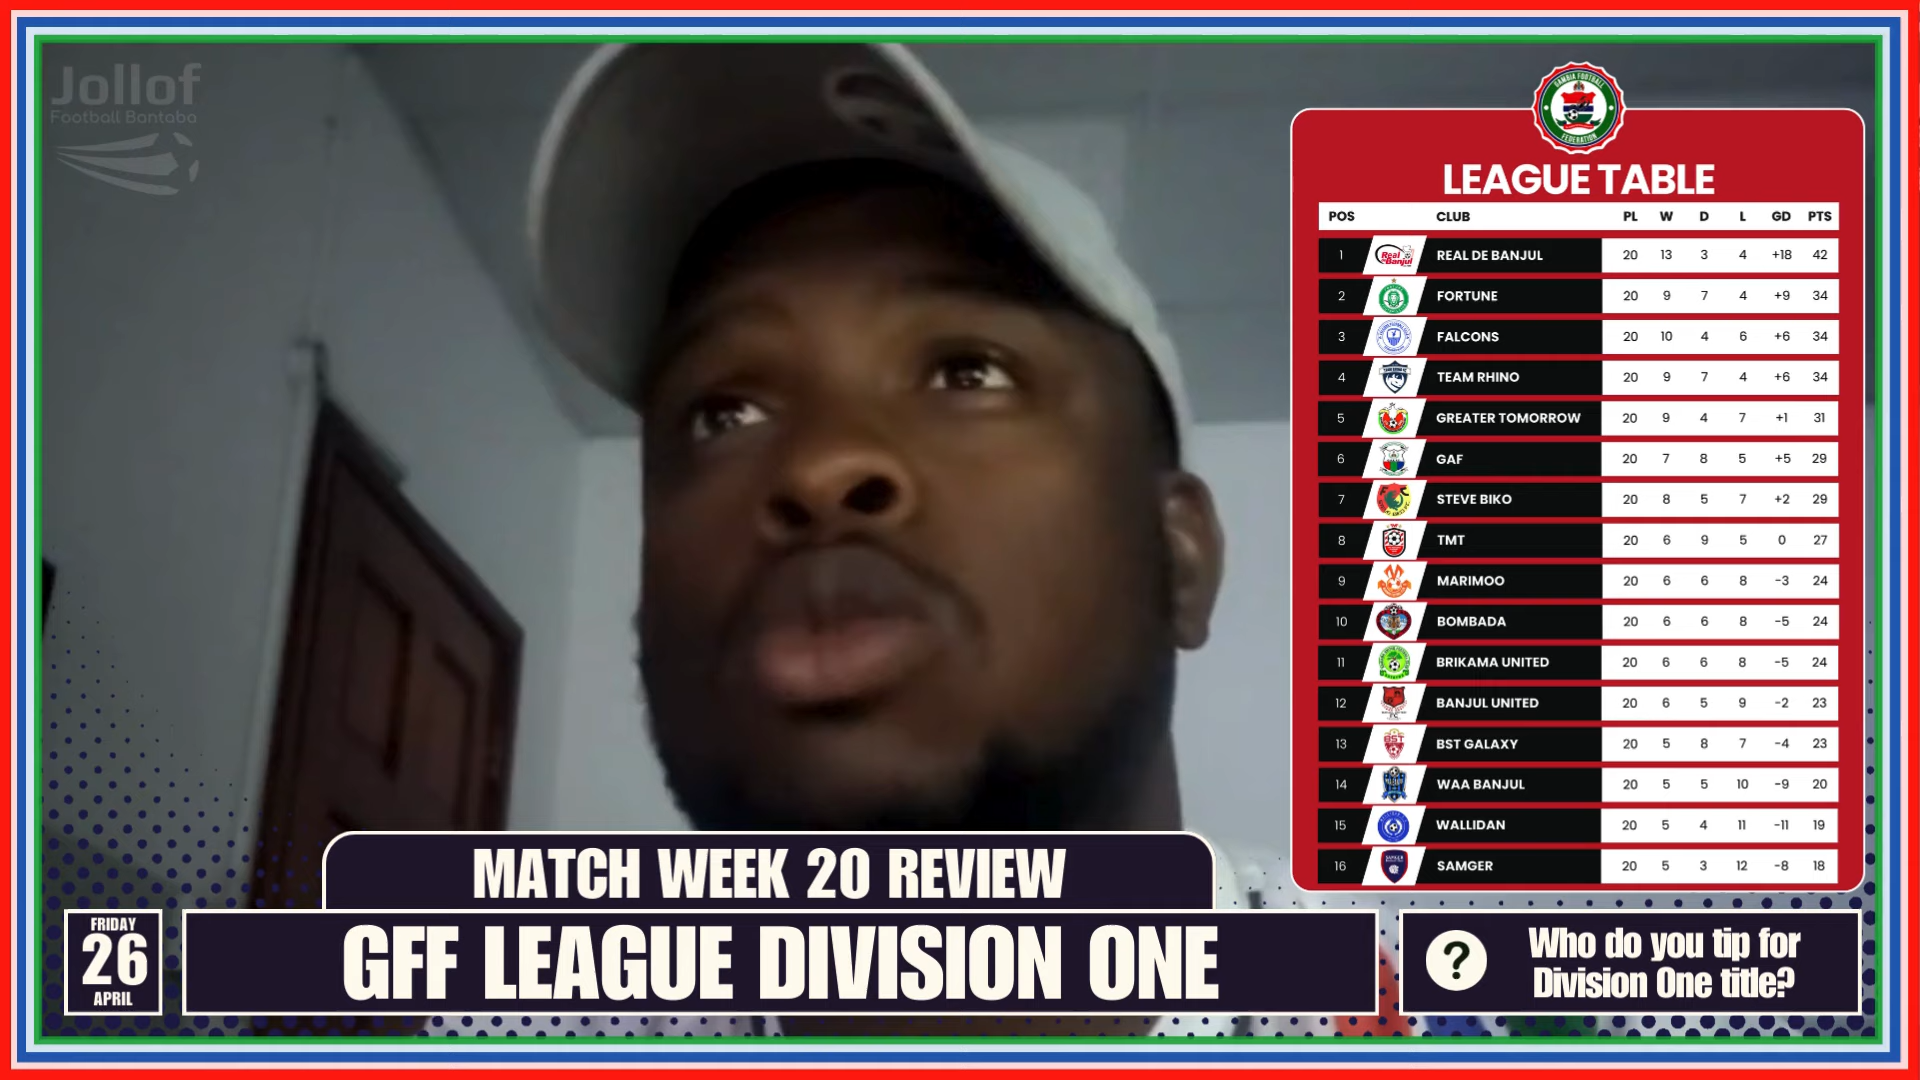 Jollof
Football Bantaba
GAMBIA FOOTBALL
FEDERATION
LEAGUE TABLE
POS CLUB PL W D L GD PTS
1 REAL DE BANJUL 20 13 3 4 +18 42
2 FORTUNE 20 9 7 4 +9 34
3 FALCONS 20 10 4 6 +6 34
4 TEAM RHINO 20 9 7 4 +6 34
5 GREATER TOMORROW 20 9 4 7 +1 31
6 GAF 20 7 8 5 +5 29
7 STEVE BIKO 20 8 5 7 +2 29
8 TMT 20 6 9 5 0 27
9 MARIMOO 20 6 6 8 -3 24
10 BOMBADA 20 6 6 8 -5 24
11 BRIKAMA UNITED 20 6 6 8 -5 24
12 BANJUL UNITED 20 6 5 9 -2 23
13 BST GALAXY 20 5 8 7 -4 23
14 WAA BANJUL 20 5 5 10 -9 20
15 WALLIDAN 20 5 4 11 -11 19
16 SAMGER 20 5 3 12 -8 18
MATCH WEEK 20 REVIEW
FRIDAY
26
APRIL
GFF LEAGUE DIVISION ONE
?
Who do you tip for
Division One title?